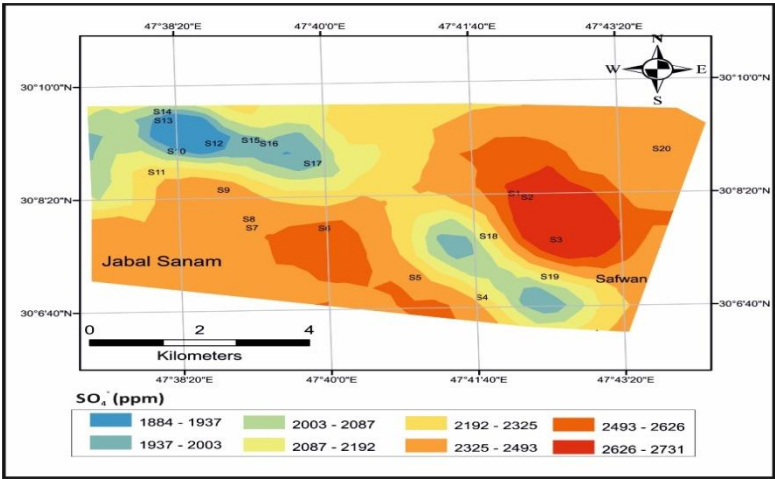 47°38'20"E 47°40'0"E 47°41'40"E 47°43'20"E
N
W E
S
30°10'0"N 30°10'0"N
S14
S13
S15
S12 S16
S10
S20
S17
S11
S9
30°8'20"N S1 30°8'20"N
S2
S8
S7 S6
S18
S3
Jabal Sanam
S5 S19 Safwan
S4
30°6'40"N 30°6'40"N
0 2 4
Kilometers
47°38'20"E 47°40'0"E 47°41'40"E 47°43'20"E
SO₄⁻ (ppm)
1884 - 1937 2003 - 2087 2192 - 2325 2493 - 2626
1937 - 2003 2087 - 2192 2325 - 2493 2626 - 2731